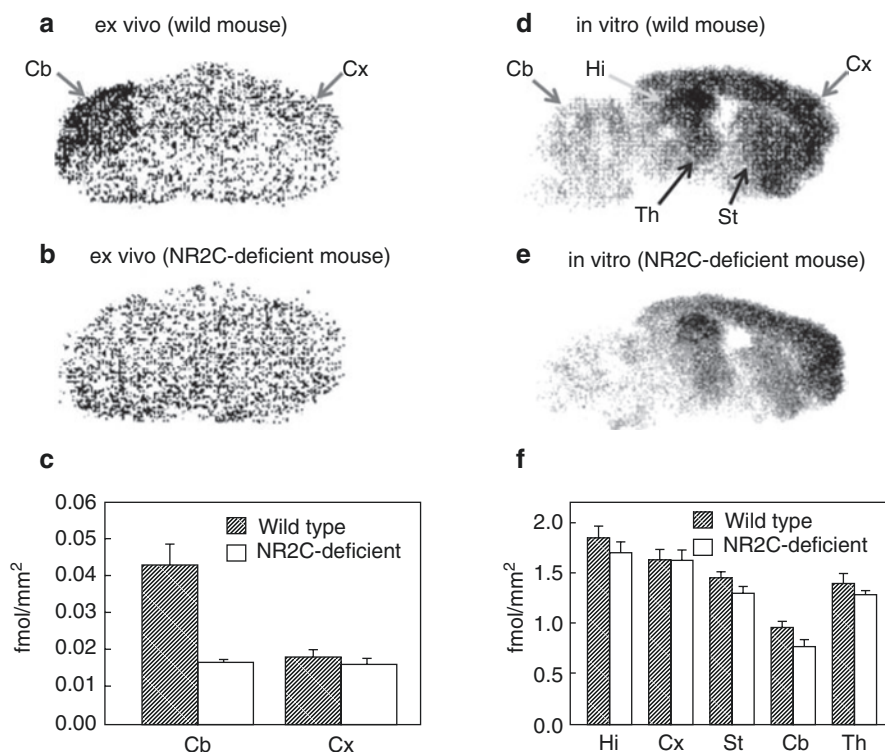 a ex vivo (wild mouse)
Cb
Cx
b ex vivo (NR2C-deficient mouse)
c
0.06
0.05
0.04
0.03
0.02
0.01
0.00
fmol/mm²
Wild type
NR2C-deficient
Cb Cx
d in vitro (wild mouse)
Cb
Hi
Cx
Th
St
e in vitro (NR2C-deficient mouse)
f
2.0
1.5
1.0
0.5
0.0
fmol/mm²
Wild type
NR2C-deficient
Hi Cx St Cb Th